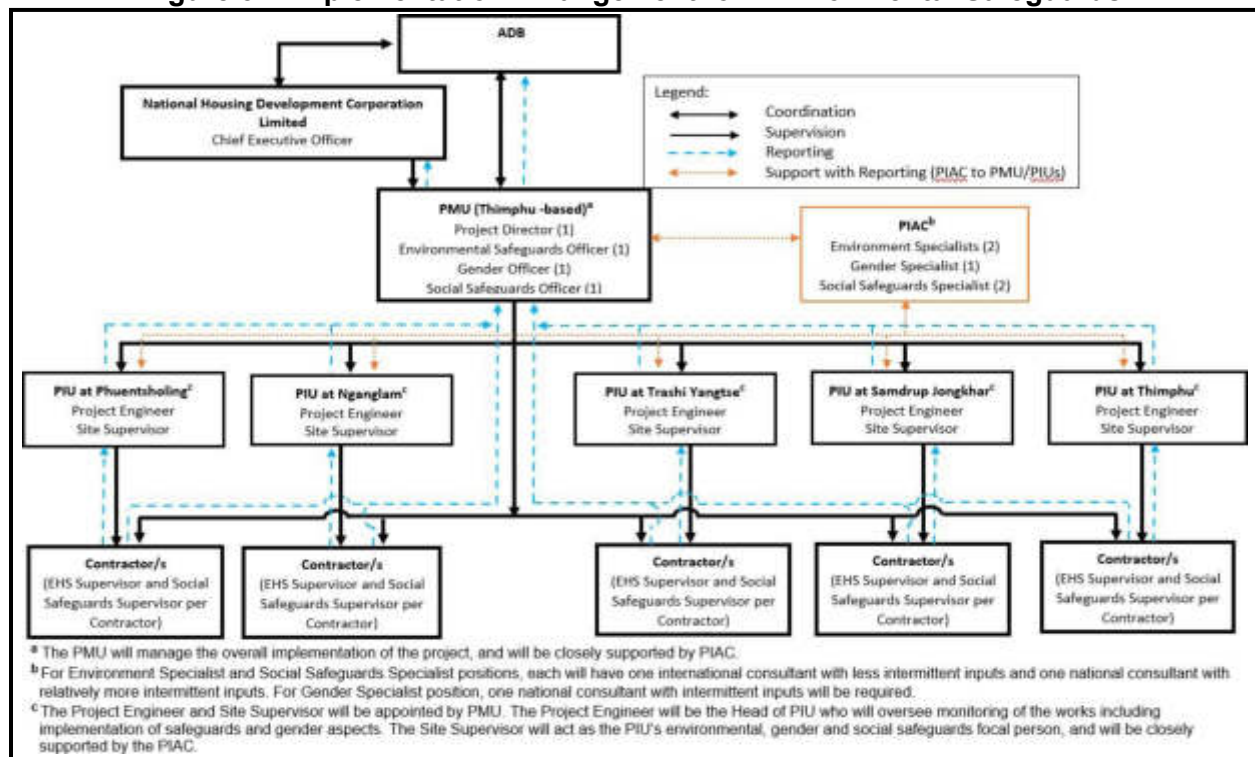 ADB
National Housing Development Corporation
Limited
Chief Executive Officer
Legend:
Coordination
Supervision
Reporting
Support with Reporting (PIAC to PMU/PIUs)
PMU (Thimphu -based)a
Project Director (1)
Environmental Safeguards Officer (1)
Gender Officer (1)
Social Safeguards Officer (1)
PIACb
Environment Specialists (2)
Gender Specialist (1)
Social Safeguards Specialist (2)
PIU at Phuentsholingc
Project Engineer
Site Supervisor
PIU at Nganglamc
Project Engineer
Site Supervisor
PIU at Trashi Yangtsec
Project Engineer
Site Supervisor
PIU at Samdrup Jongkharc
Project Engineer
Site Supervisor
PIU at Thimphuc
Project Engineer
Site Supervisor
Contractor/s
(EHS Supervisor and Social
Safeguards Supervisor per
Contractor)
Contractor/s
(EHS Supervisor and Social
Safeguards Supervisor per
Contractor)
Contractor/s
(EHS Supervisor and Social
Safeguards Supervisor per
Contractor)
Contractor/s
(EHS Supervisor and Social
Safeguards Supervisor per
Contractor)
Contractor/s
(EHS Supervisor and Social
Safeguards Supervisor per
Contractor)
a The PMU will manage the overall implementation of the project, and will be closely supported by PIAC.
b For Environment Specialist and Social Safeguards Specialist positions, each will have one international consultant with less intermittent inputs and one national consultant with
relatively more intermittent inputs. For Gender Specialist position, one national consultant with intermittent inputs will be required.
c The Project Engineer and Site Supervisor will be appointed by PMU. The Project Engineer will be the Head of PIU who will oversee monitoring of the works including
implementation of safeguards and gender aspects. The Site Supervisor will act as the PIU's environmental, gender and social safeguards focal person, and will be closely
supported by the PIAC.